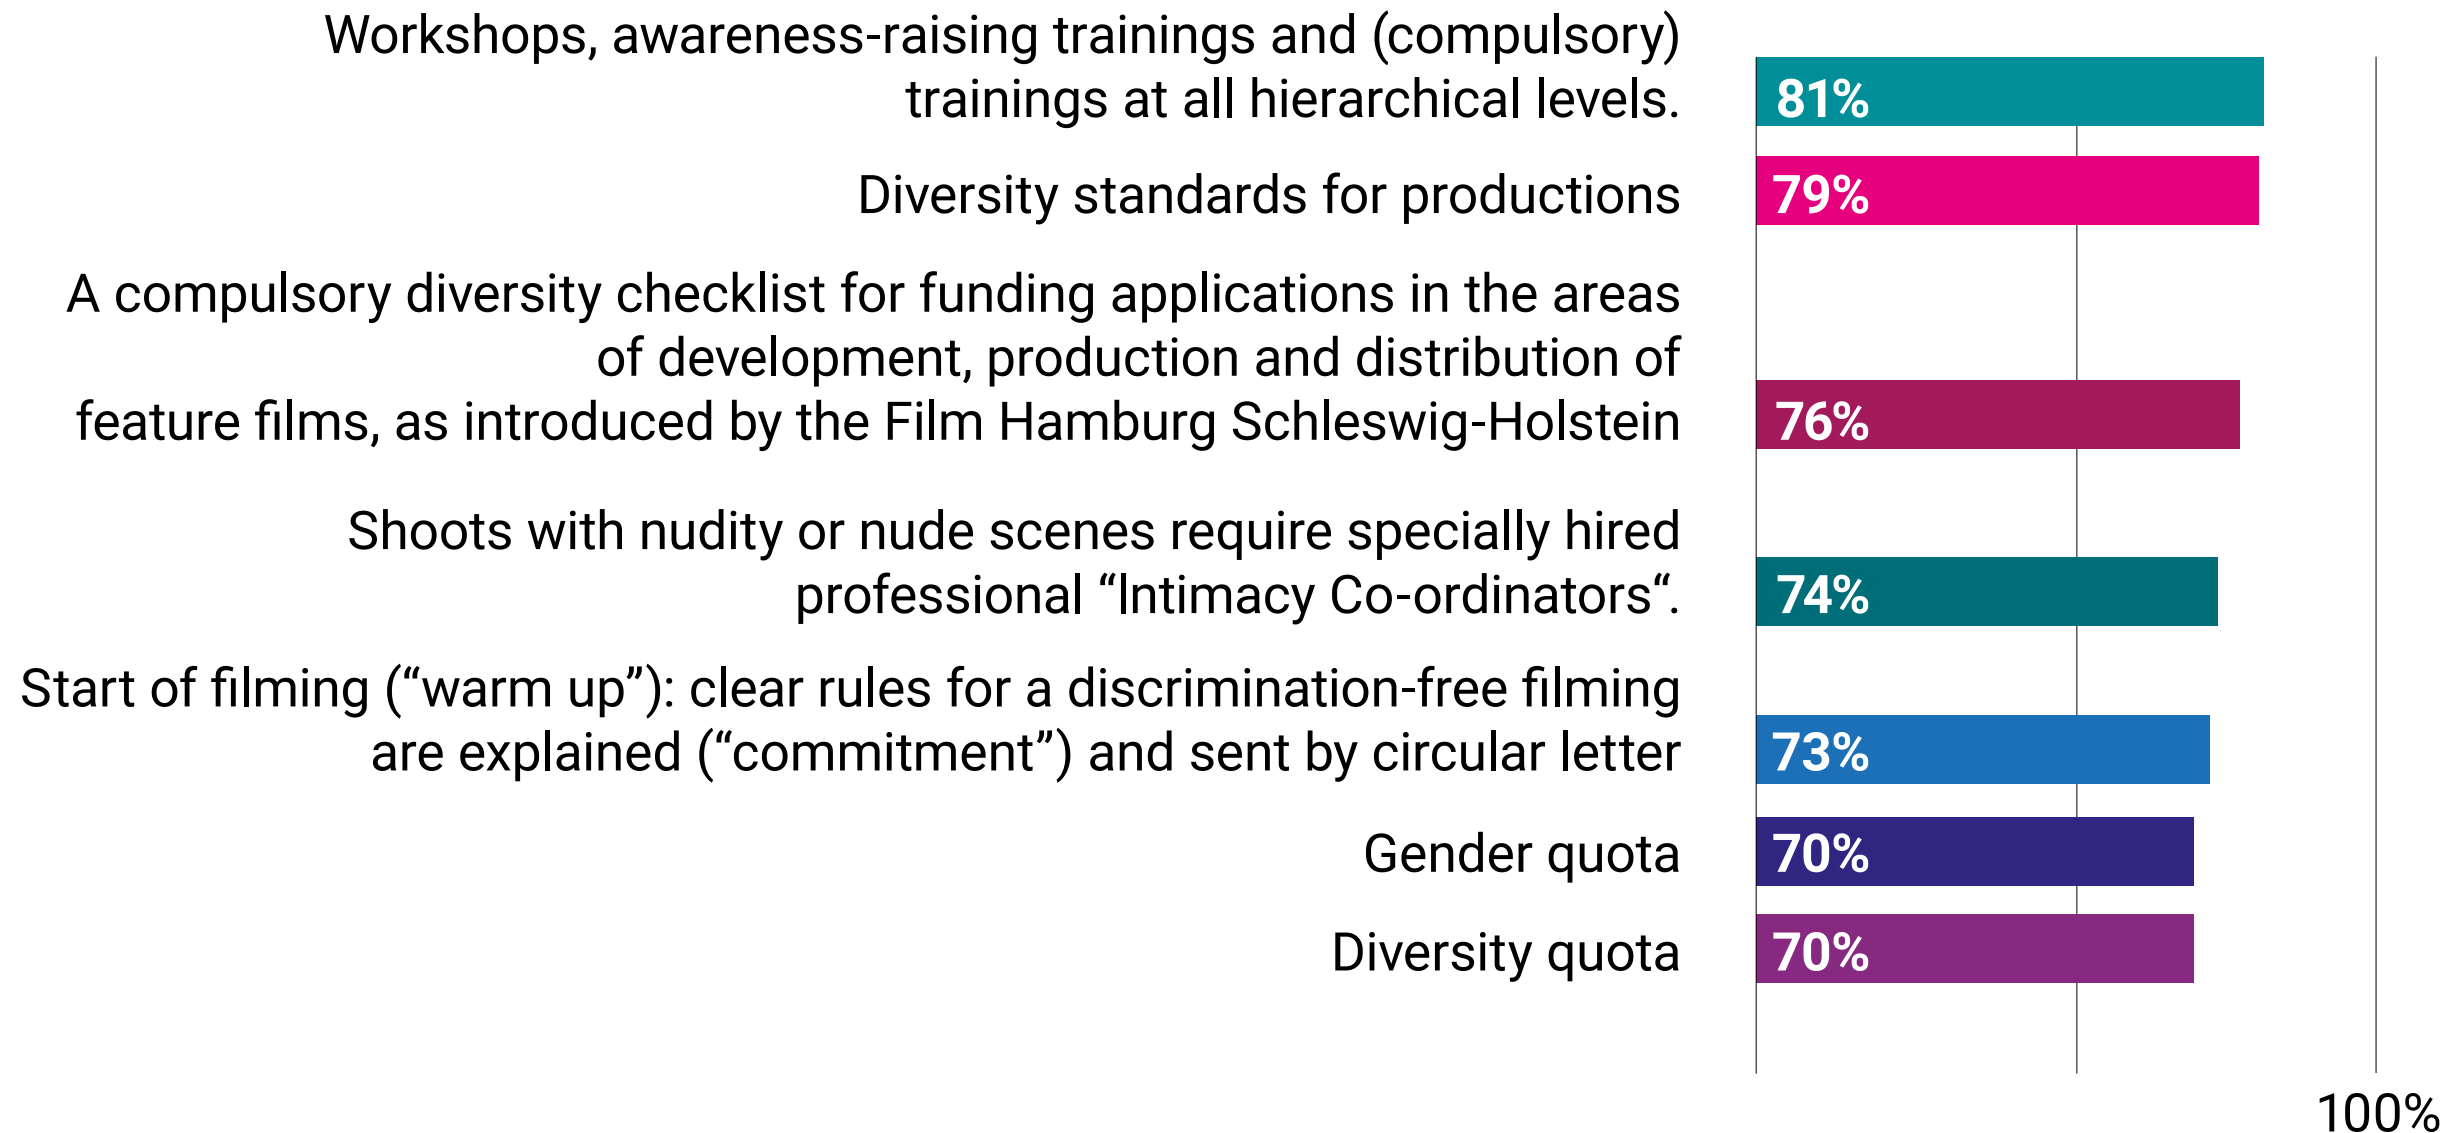 Workshops, awareness-raising trainings and (compulsory)
trainings at all hierarchical levels.
81%
Diversity standards for productions
79%
A compulsory diversity checklist for funding applications in the areas
of development, production and distribution of
feature films, as introduced by the Film Hamburg Schleswig-Holstein
76%
Shoots with nudity or nude scenes require specially hired
professional “Intimacy Co-ordinators“.
74%
Start of filming (“warm up”): clear rules for a discrimination-free filming
are explained (“commitment”) and sent by circular letter
73%
Gender quota
70%
Diversity quota
70%
100%